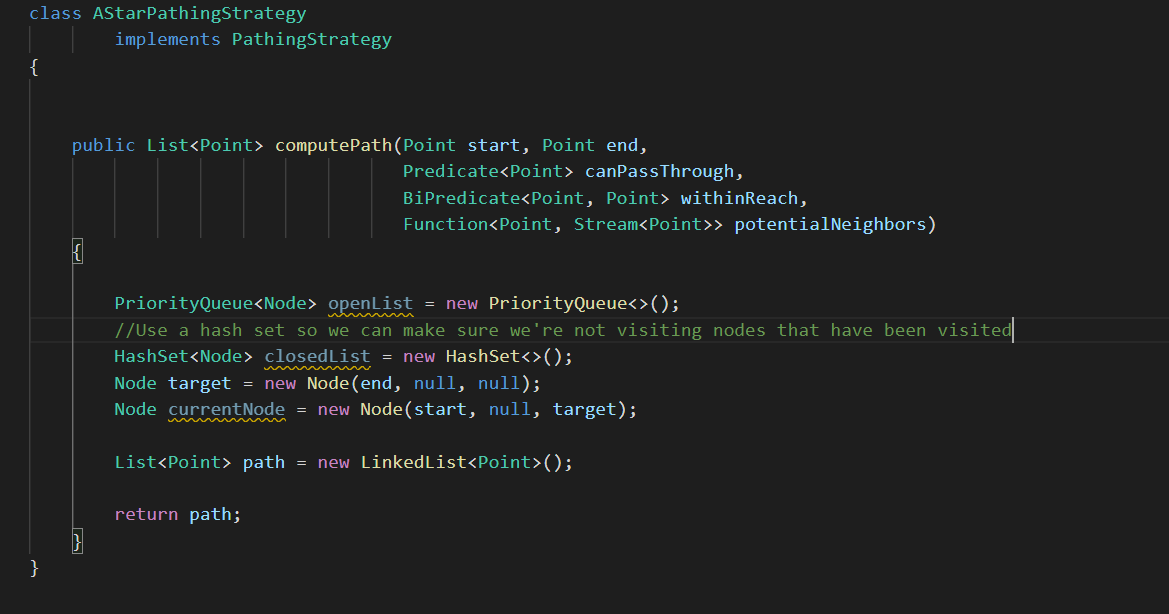 class AStarPathingStrategy
implements PathingStrategy
{
public List<Point> computePath(Point start, Point end,
Predicate<Point> canPassThrough,
BiPredicate<Point, Point> withinReach,
Function<Point, Stream<Point>> potentialNeighbors)
{
PriorityQueue<Node> openList = new PriorityQueue<>();
//Use a hash set so we can make sure we're not visiting nodes that have been visited
HashSet<Node> closedList = new HashSet<>();
Node target = new Node(end, null, null);
Node currentNode = new Node(start, null, target);
List<Point> path = new LinkedList<Point>();
return path;
}
}